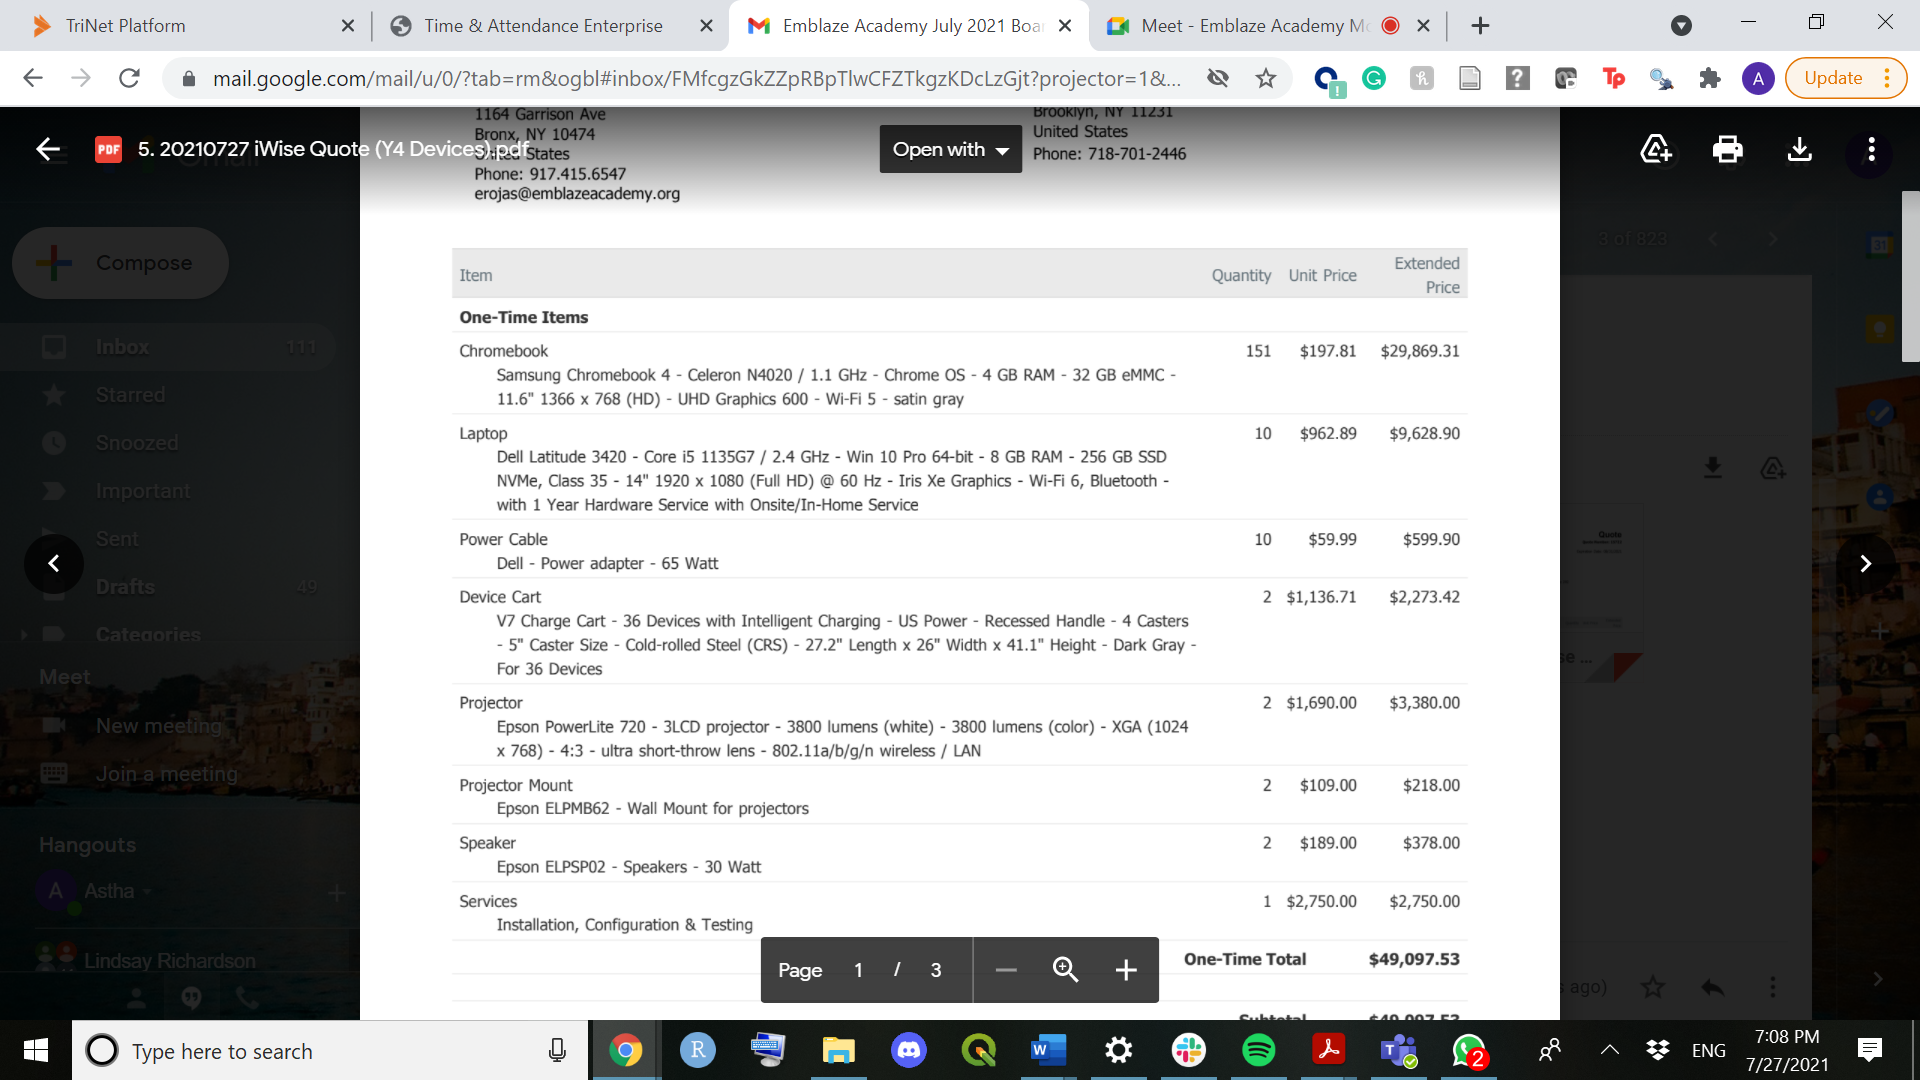 TriNet Platform
Time & Attendance Enterprise
Emblaze Academy July 2021 Boar
Meet - Emblaze Academy Mo
mail.google.com/mail/u/0/?tab=rm&ogbl#inbox/FMfcgzGkZZpRBpTlwCFZTkgzKDcLzGjt?projector=1&...
Update
1164 Garrison Ave
Bronx, NY 10474
United States
Phone: 917.415.6547
erojas@emblazeacademy.org
Brooklyn, NY 11231
United States
Phone: 718-701-2446
PDF
5. 20210727 iWise Quote (Y4 Devices).pdf
Open with
Compose
3 of 823
Inbox 111
Starred
Snoozed
Important
Sent
Drafts 49
Categories
Meet
New meeting
Join a meeting
Hangouts
A Astha
Lindsay Richardson
Item Quantity Unit Price Extended Price
One-Time Items
Chromebook 151 $197.81 $29,869.31
Samsung Chromebook 4 - Celeron N4020 / 1.1 GHz - Chrome OS - 4 GB RAM - 32 GB eMMC -
11.6" 1366 x 768 (HD) - UHD Graphics 600 - Wi-Fi 5 - satin gray
Laptop 10 $962.89 $9,628.90
Dell Latitude 3420 - Core i5 1135G7 / 2.4 GHz - Win 10 Pro 64-bit - 8 GB RAM - 256 GB SSD
NVMe, Class 35 - 14" 1920 x 1080 (Full HD) @ 60 Hz - Iris Xe Graphics - Wi-Fi 6, Bluetooth -
with 1 Year Hardware Service with Onsite/In-Home Service
Power Cable 10 $59.99 $599.90
Dell - Power adapter - 65 Watt
Device Cart 2 $1,136.71 $2,273.42
V7 Charge Cart - 36 Devices with Intelligent Charging - US Power - Recessed Handle - 4 Casters
- 5" Caster Size - Cold-rolled Steel (CRS) - 27.2" Length x 26" Width x 41.1" Height - Dark Gray -
For 36 Devices
Projector 2 $1,690.00 $3,380.00
Epson PowerLite 720 - 3LCD projector - 3800 lumens (white) - 3800 lumens (color) - XGA (1024
x 768) - 4:3 - ultra short-throw lens - 802.11a/b/g/n wireless / LAN
Projector Mount 2 $109.00 $218.00
Epson ELPMB62 - Wall Mount for projectors
Speaker 2 $189.00 $378.00
Epson ELPSP02 - Speakers - 30 Watt
Services 1 $2,750.00 $2,750.00
Installation, Configuration & Testing
One-Time Total $49,097.53
Subtotal $49,097.53
Page 1 / 3
Quote
ago)
Type here to search
ENG
7:08 PM
7/27/2021